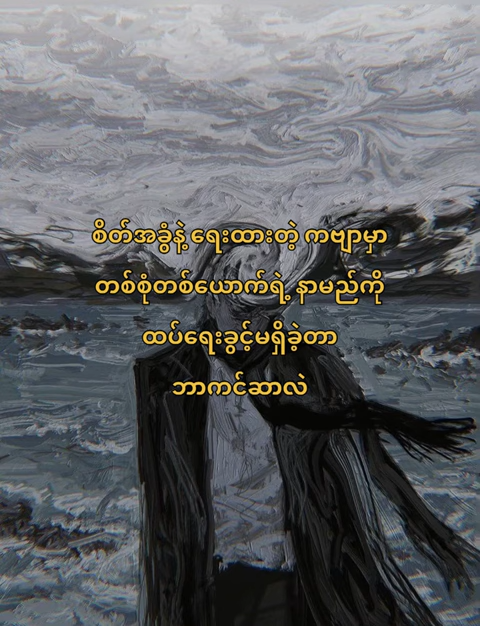 စိတ်အခွံနဲ့ ရေးထားတဲ့ ကဗျာမှာ
တစ်စုံတစ်ယောက်ရဲ့ နာမည်ကို
ထပ်ရေးခွင့်မရှိခဲ့တာ
ဘာကင်ဆာလဲ